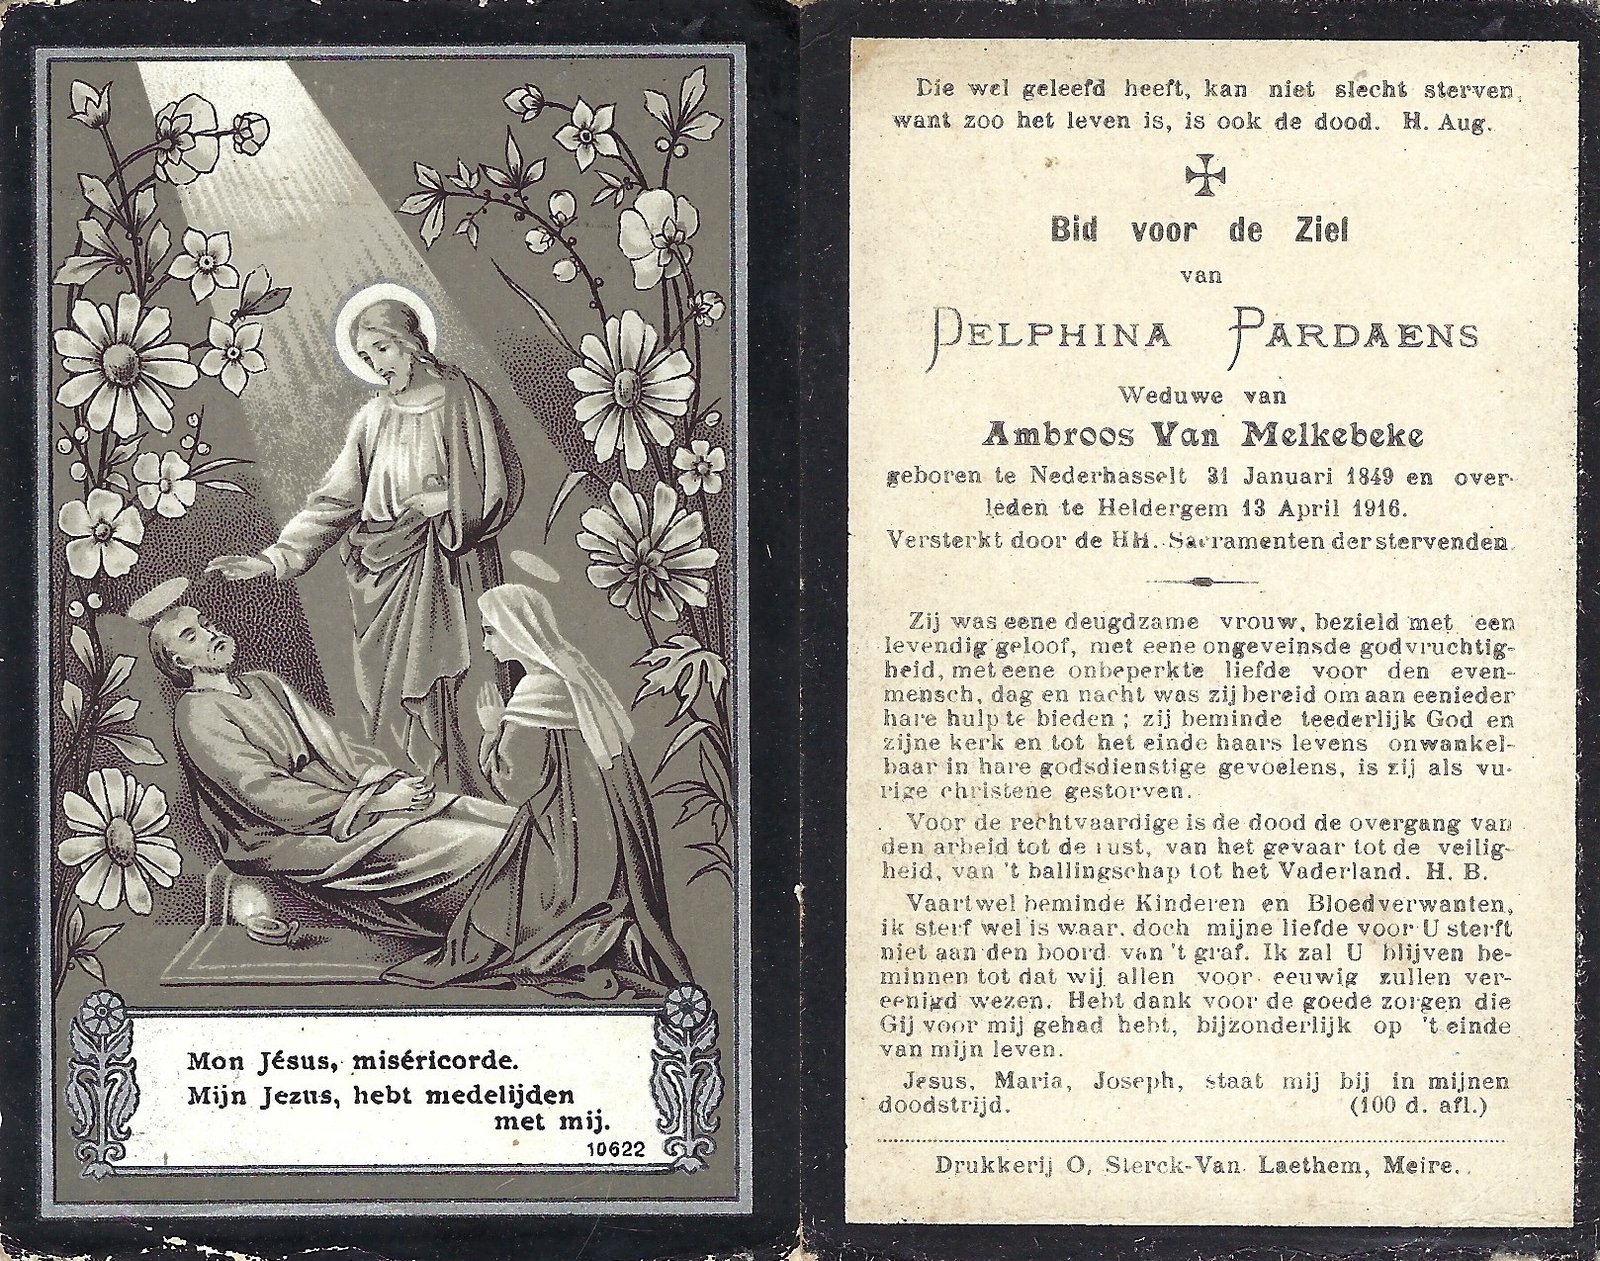 Mon Jésus, miséricorde.
Mijn Jezus, hebt medelijden
met mij.
10622
Die wel geleefd heeft, kan niet slecht sterven,
want zoo het leven is, is ook de dood. H. Aug.
Bid voor de Ziel
van
DELPHINA PARDAENS
Weduwe van
Ambroos Van Melkebeke
geboren te Nederhasselt 31 Januari 1849 en over-
leden te Heldergem 13 April 1916.
Versterkt door de HH. Sacramenten der stervenden.
Zij was eene deugdzame vrouw, bezield met een
levendig geloof, met eene ongeveinsde godvruchtig-
heid, met eene onbeperkte liefde voor den even-
mensch, dag en nacht was zij bereid om aan eenieder
hare hulp te bieden ; zij beminde teederlijk God en
zijne kerk en tot het einde haars levens onwankel-
baar in hare godsdienstige gevoelens, is zij als vu-
rige christene gestorven.
Voor de rechtvaardige is de dood de overgang van
den arbeid tot de rust, van het gevaar tot de veilig-
heid, van 't ballingschap tot het Vaderland. H. B.
Vaartwel beminde Kinderen en Bloedverwanten,
ik sterf wel is waar, doch mijne liefde voor U sterft
niet aan den boord van 't graf. Ik zal U blijven be-
minnen tot dat wij allen voor eeuwig zullen ver-
eenigd wezen. Hebt dank voor de goede zorgen die
Gij voor mij gehad hebt, bijzonderlijk op 't einde
van mijn leven.
Jesus, Maria, Joseph, staat mij bij in mijnen
doodstrijd. (100 d. afl.)
Drukkerij O. Sterck-Van Laethem, Meire.